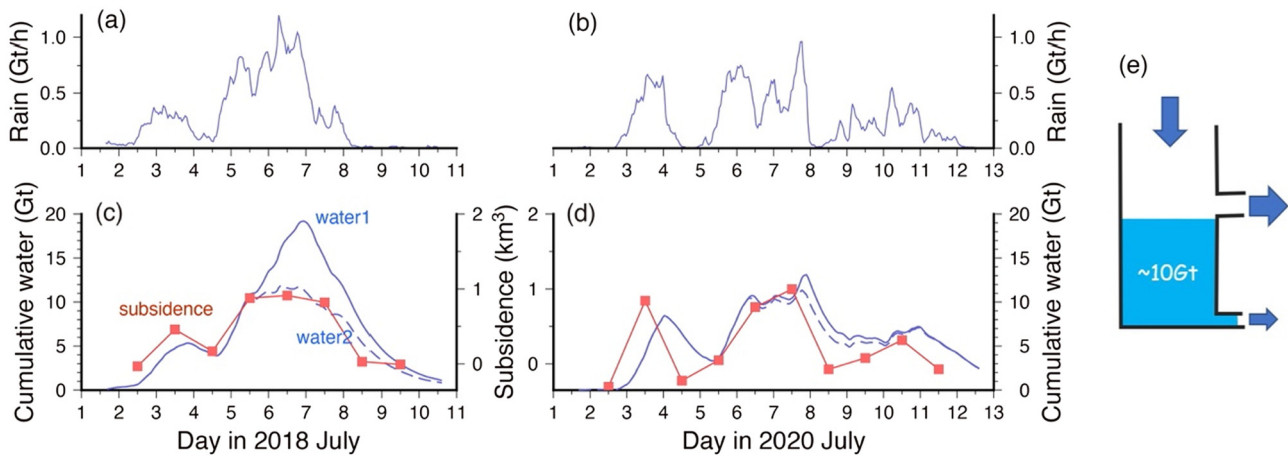 (a)
Rain (Gt/h)
1.0
0.5
0.0
1 2 3 4 5 6 7 8 9 10 11
(b)
Rain (Gt/h)
1.0
0.5
0.0
1 2 3 4 5 6 7 8 9 10 11 12 13
(c)
Cumulative water (Gt)
20
15
10
5
0
water1
subsidence
water2
2
1
0
Subsidence (km³)
1 2 3 4 5 6 7 8 9 10 11
Day in 2018 July
(d)
2
1
0
20
15
10
5
0
Cumulative water (Gt)
1 2 3 4 5 6 7 8 9 10 11 12 13
Day in 2020 July
(e)
~10Gt